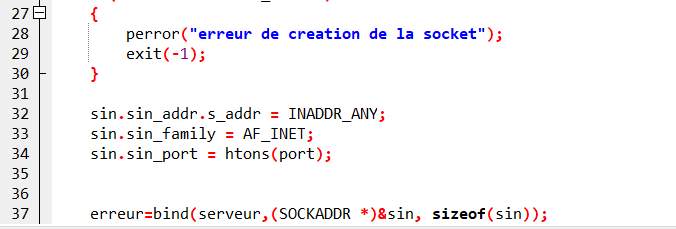 27 {
28 perror("erreur de creation de la socket");
29 exit(-1);
30 }
31
32 sin.sin_addr.s_addr = INADDR_ANY;
33 sin.sin_family = AF_INET;
34 sin.sin_port = htons(port);
35
36
37 erreur=bind(serveur,(SOCKADDR *)&sin, sizeof(sin));